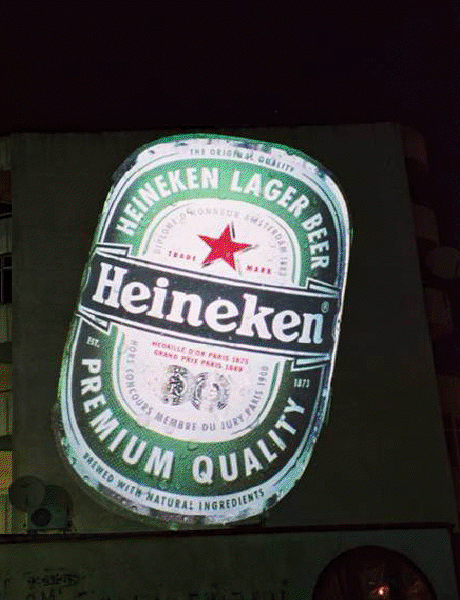 THE ORIGINAL QUALITY
HEINEKEN LAGER BEER
DIPLOME D'HONNEUR AMSTERDAM 1883
TRADE MARK
Heineken®
EST. 1873
MEDAILLE D'OR PARIS 1875
GRAND PRIX PARIS 1889
HORS CONCOURS MEMBRE DU JURY PARIS 1900
PREMIUM QUALITY
BREWED WITH NATURAL INGREDIENTS